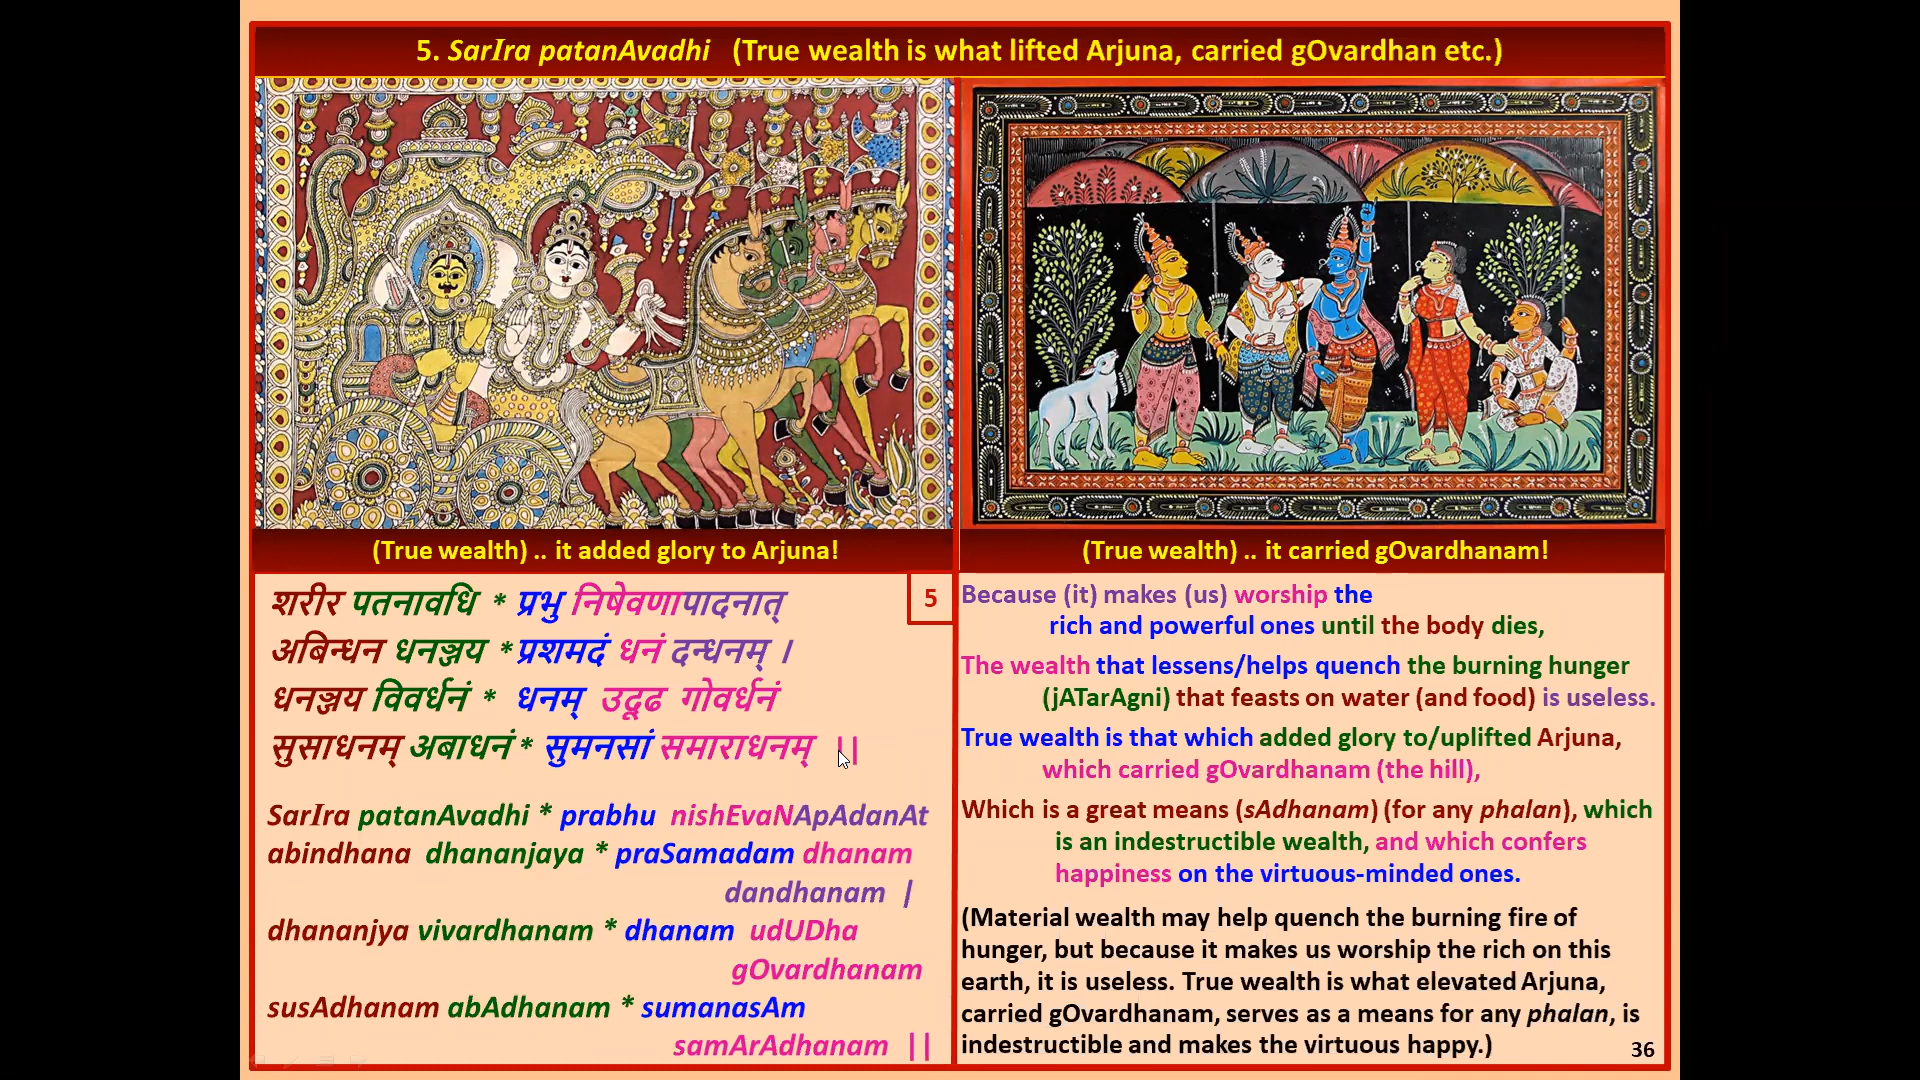 5. SarIra patanAvadhi (True wealth is what lifted Arjuna, carried gOvardhan etc.)
(True wealth) .. it added glory to Arjuna!
(True wealth) .. it carried gOvardhanam!
शरीर पतनावधि * प्रभु निषेवणापादनात्
अबिन्धन धनञ्जय * प्रशमदं धनं दन्धनम् ।
धनञ्जय विवर्धनं * धनम् उदूढ गोवर्धनं
सुसाधनम् अबाधनं * सुमनसां समाराधनम् ||
5
SarIra patanAvadhi * prabhu nishEvaNApAdanAt
abindhana dhananjaya * praSamadam dhanam
dandhanam |
dhananjya vivardhanam * dhanam udUDha
gOvardhanam
susAdhanam abAdhanam * sumanasAm
samArAdhanam ||
Because (it) makes (us) worship the
rich and powerful ones until the body dies,
The wealth that lessens/helps quench the burning hunger
(jATarAgni) that feasts on water (and food) is useless.
True wealth is that which added glory to/uplifted Arjuna,
which carried gOvardhanam (the hill),
Which is a great means (sAdhanam) (for any phalan), which
is an indestructible wealth, and which confers
happiness on the virtuous-minded ones.
(Material wealth may help quench the burning fire of
hunger, but because it makes us worship the rich on this
earth, it is useless. True wealth is what elevated Arjuna,
carried gOvardhanam, serves as a means for any phalan, is
indestructible and makes the virtuous happy.)
36